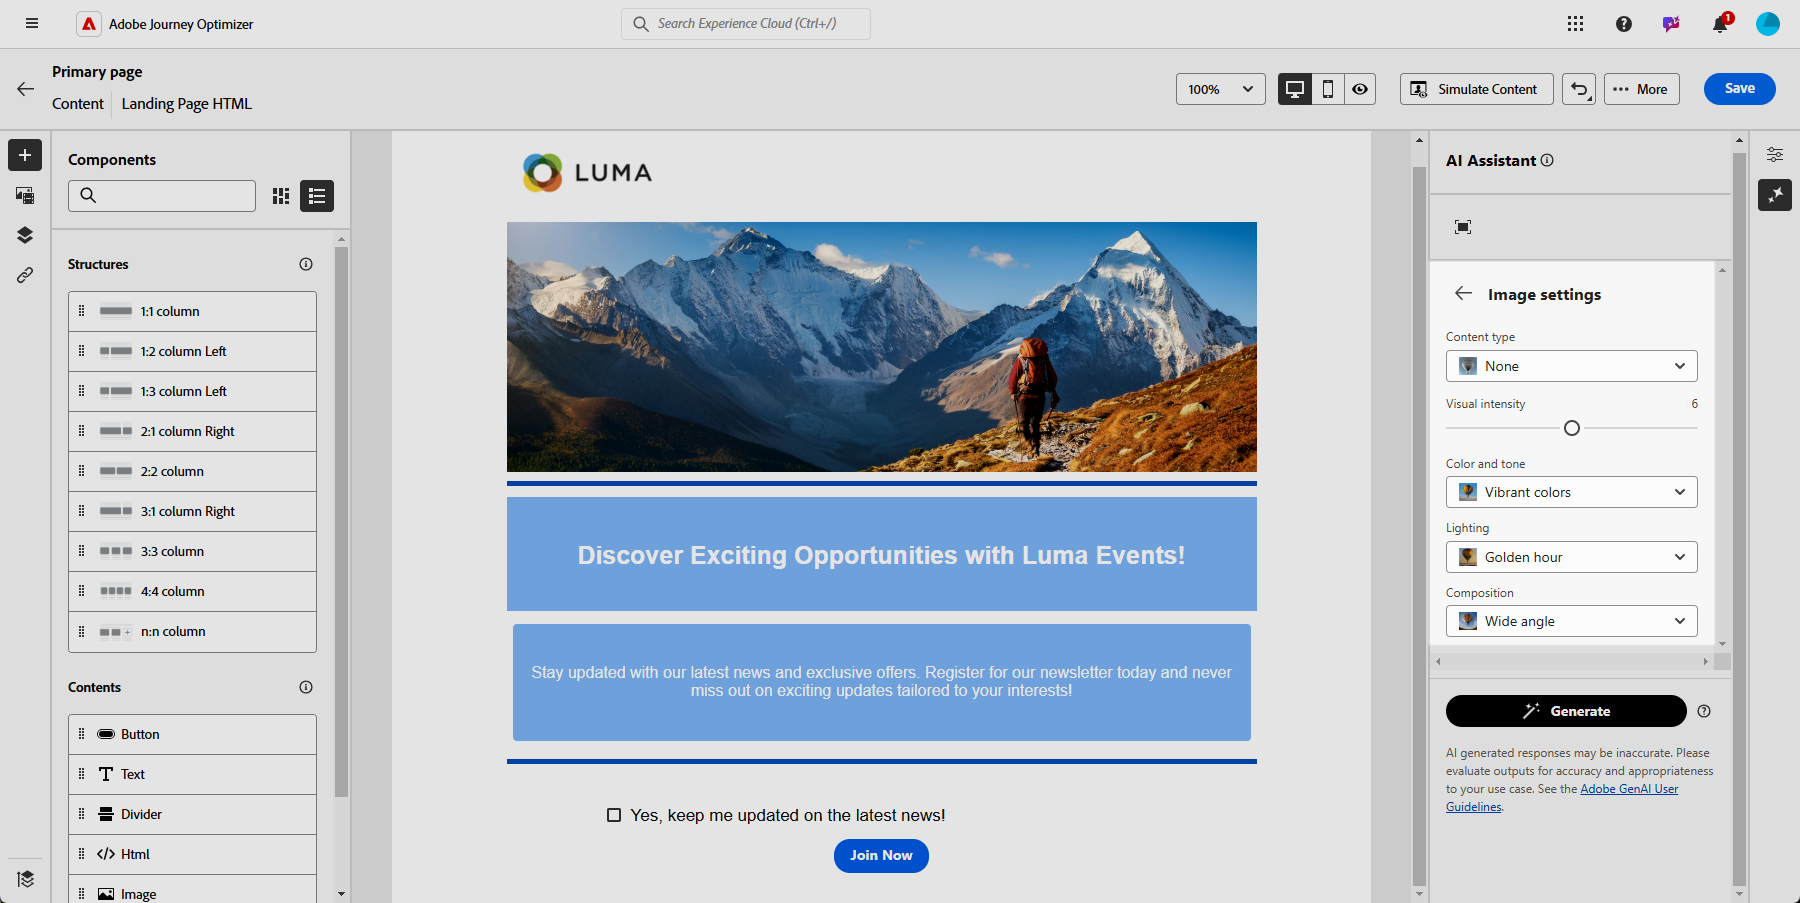 Adobe Journey Optimizer
Search Experience Cloud (Ctrl+/)
1
Primary page
Content
Landing Page HTML
100%
Simulate Content
More
Save
Components
Structures
1:1 column
1:2 column Left
1:3 column Left
2:1 column Right
2:2 column
3:1 column Right
3:3 column
4:4 column
n:n column
Contents
Button
Text
Divider
Html
Image
LUMA
Discover Exciting Opportunities with Luma Events!
Stay updated with our latest news and exclusive offers. Register for our newsletter today and never
miss out on exciting updates tailored to your interests!
Yes, keep me updated on the latest news!
Join Now
AI Assistant
Image settings
Content type
None
Visual intensity 6
Color and tone
Vibrant colors
Lighting
Golden hour
Composition
Wide angle
Generate
AI generated responses may be inaccurate. Please
evaluate outputs for accuracy and appropriateness
to your use case. See the Adobe GenAI User
Guidelines.